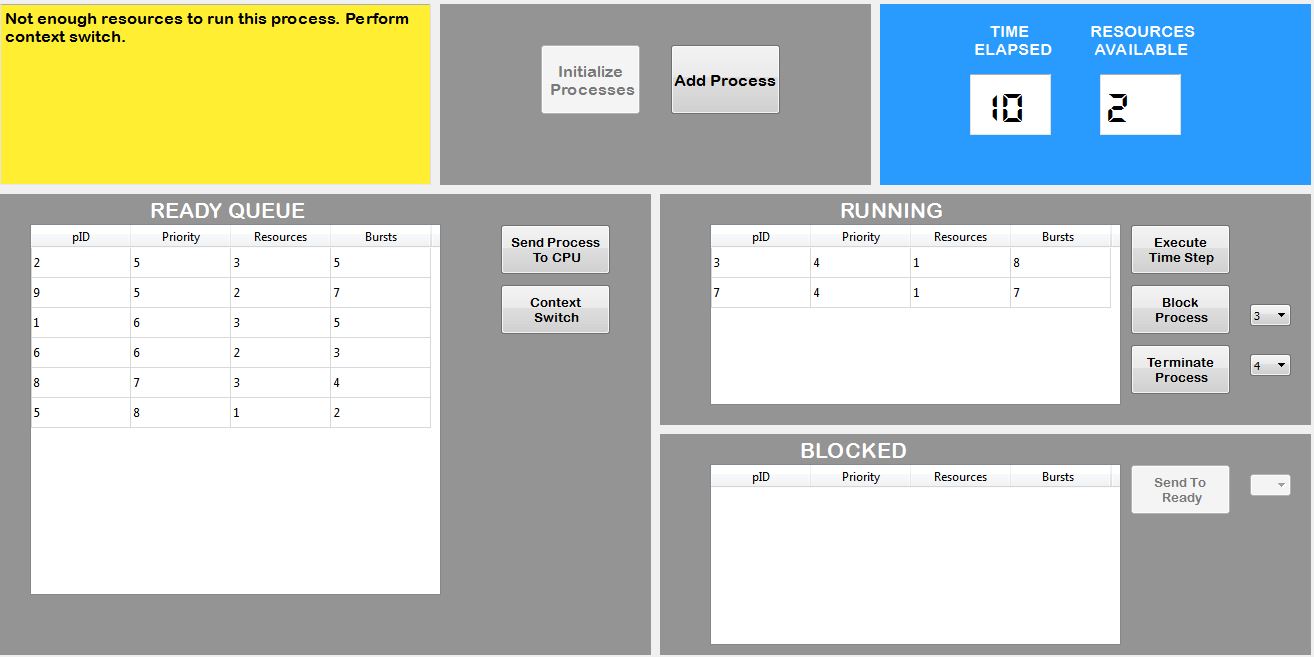 Not enough resources to run this process. Perform
context switch.
Initialize
Processes
Add Process
TIME
ELAPSED
RESOURCES
AVAILABLE
10
2
READY QUEUE
pID Priority Resources Bursts
2 5 3 5
9 5 2 7
1 6 3 5
6 6 2 3
8 7 3 4
5 8 1 2
Send Process
To CPU
Context
Switch
RUNNING
pID Priority Resources Bursts
3 4 1 8
7 4 1 7
Execute
Time Step
Block
Process
3
Terminate
Process
4
BLOCKED
pID Priority Resources Bursts
Send To
Ready